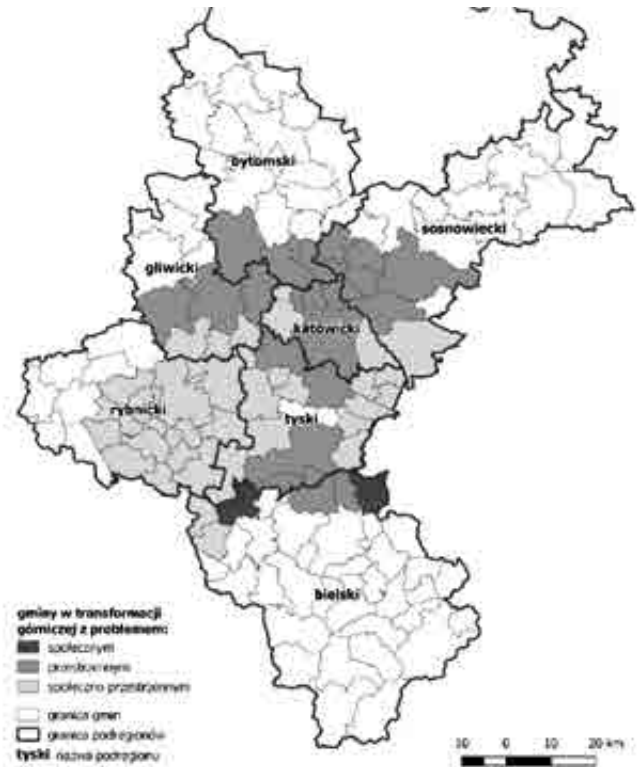 bytomski
sosnowiecki
gliwicki
katowicki
rybnicki
tyski
bielski
gminy w transformacji
górniczej z problemem:
społecznym
przestrzennym
społeczno przestrzennym
granica gmin
granica podregionów
tyski nazwa podregionu
10 0 10 20 km